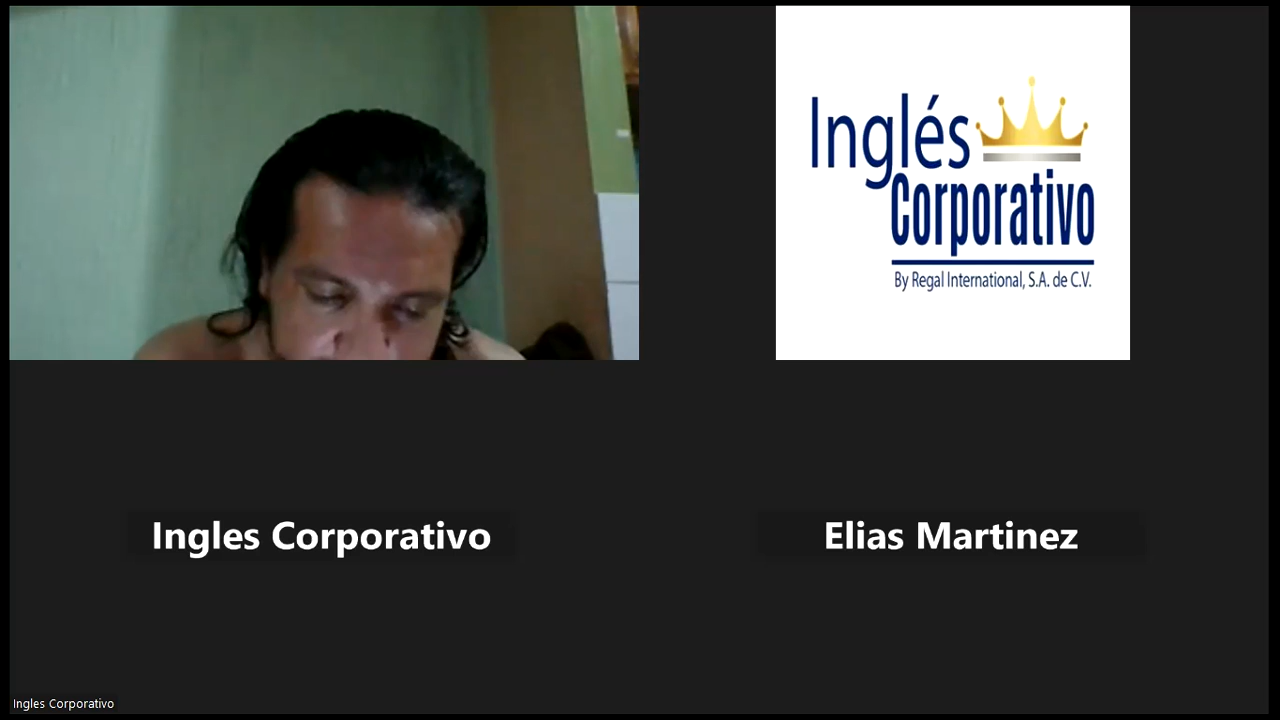 Inglés
Corporativo
By Regal International, S.A. de C.V.
Ingles Corporativo
Elias Martinez
Ingles Corporativo